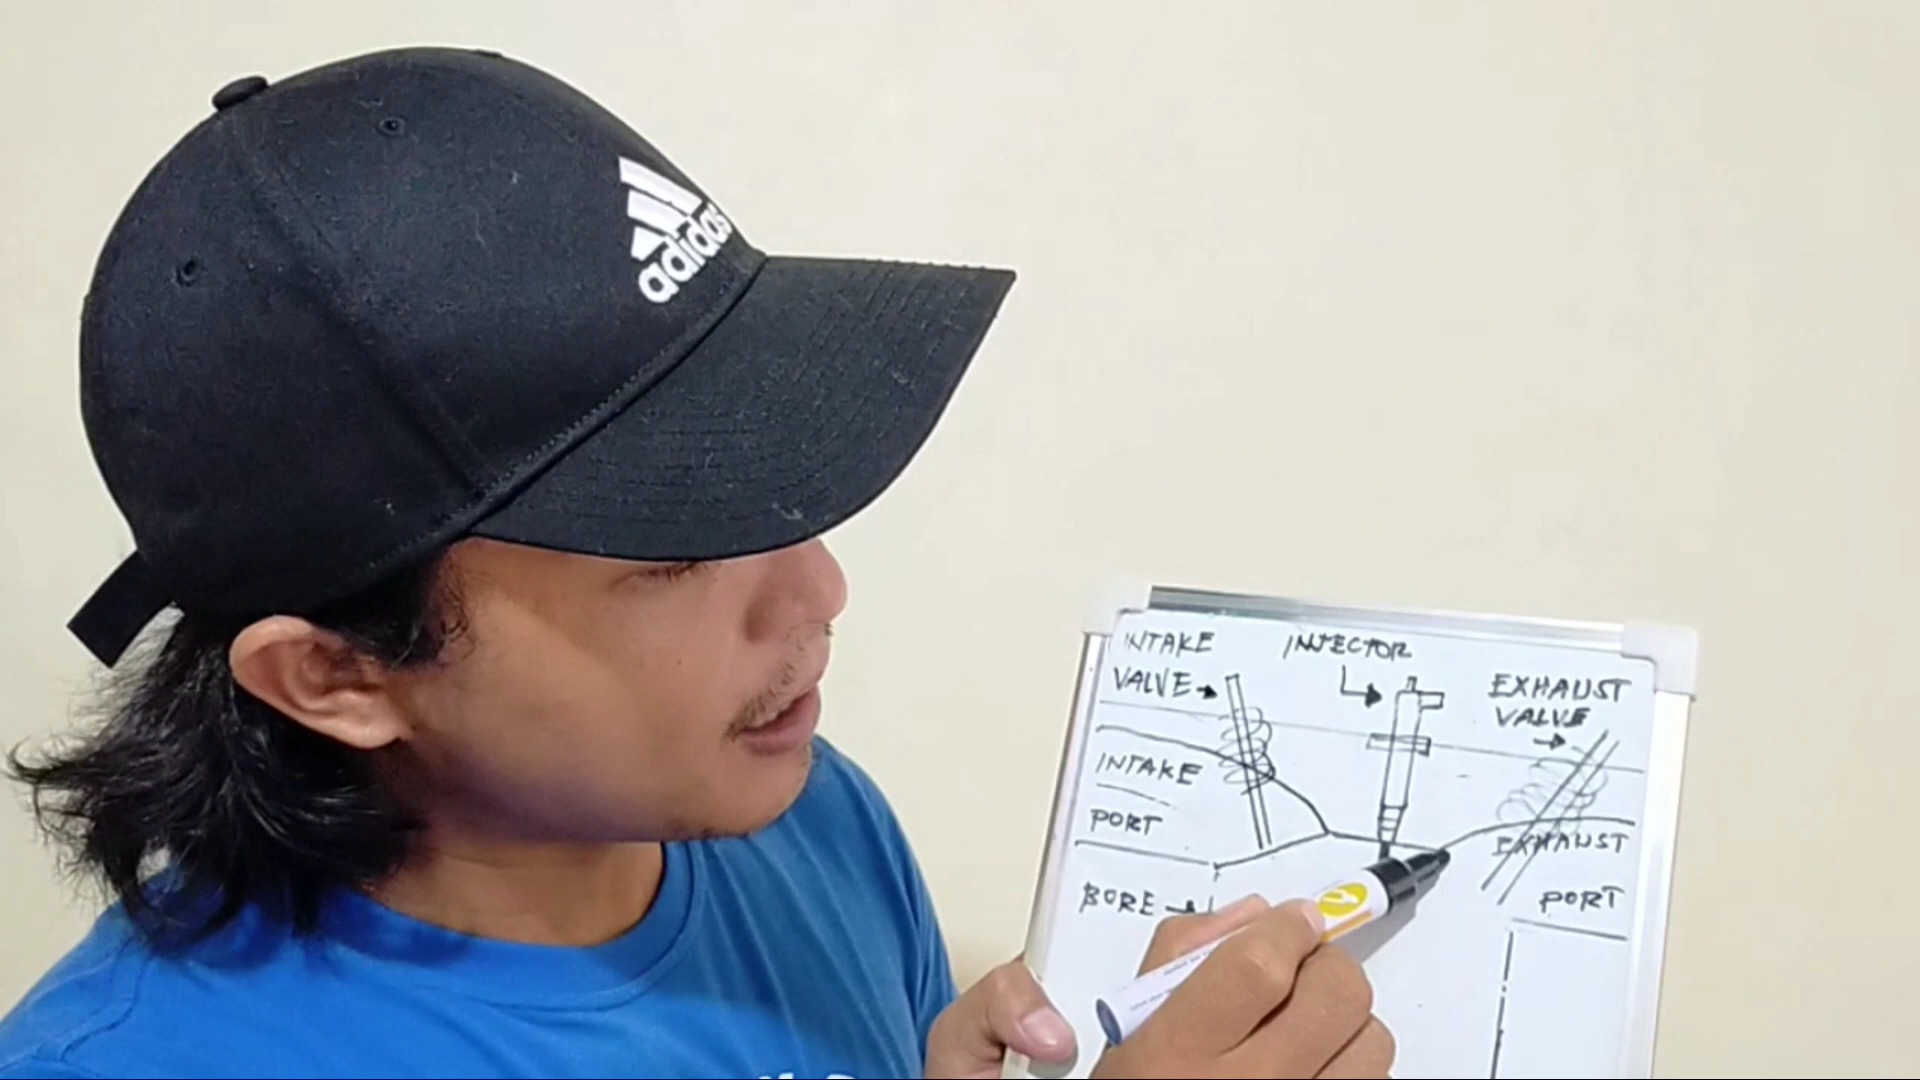 adidas
INTAKE
VALVE
INJECTOR
EXHAUST
VALVE
INTAKE
PORT
EXHAUST
PORT
BORE